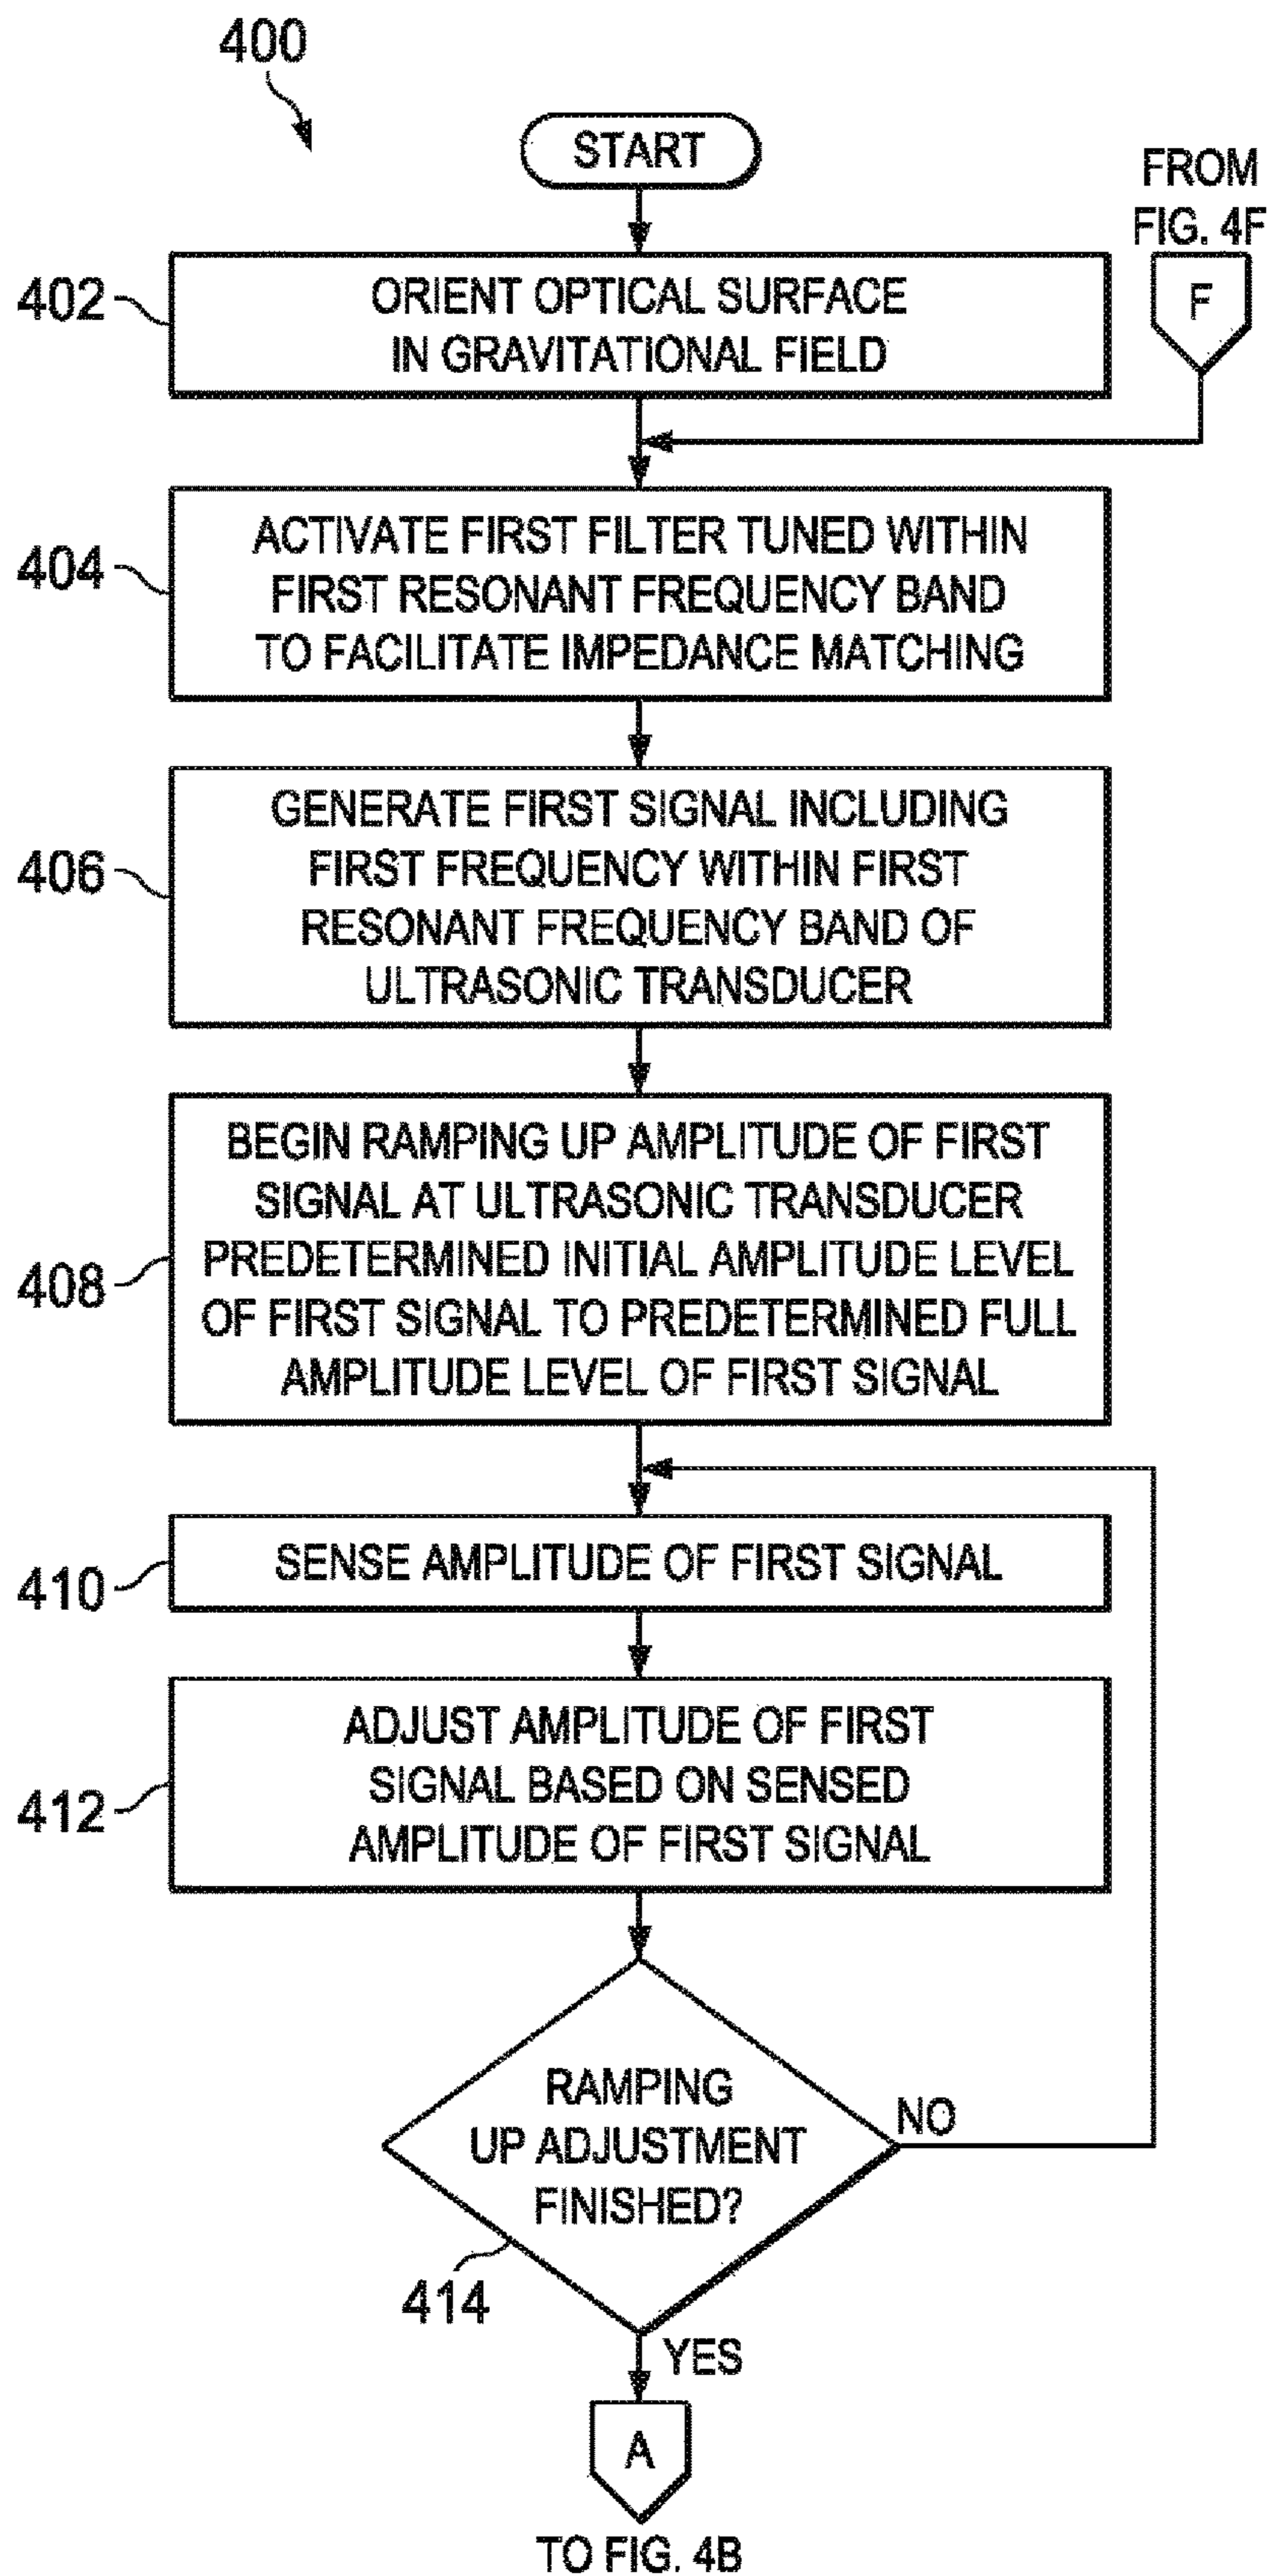 400
START
FROM
FIG. 4F
F
402
ORIENT OPTICAL SURFACE
IN GRAVITATIONAL FIELD
404
ACTIVATE FIRST FILTER TUNED WITHIN
FIRST RESONANT FREQUENCY BAND
TO FACILITATE IMPEDANCE MATCHING
406
GENERATE FIRST SIGNAL INCLUDING
FIRST FREQUENCY WITHIN FIRST
RESONANT FREQUENCY BAND OF
ULTRASONIC TRANSDUCER
408
BEGIN RAMPING UP AMPLITUDE OF FIRST
SIGNAL AT ULTRASONIC TRANSDUCER
PREDETERMINED INITIAL AMPLITUDE LEVEL
OF FIRST SIGNAL TO PREDETERMINED FULL
AMPLITUDE LEVEL OF FIRST SIGNAL
410
SENSE AMPLITUDE OF FIRST SIGNAL
412
ADJUST AMPLITUDE OF FIRST
SIGNAL BASED ON SENSED
AMPLITUDE OF FIRST SIGNAL
RAMPING
UP ADJUSTMENT
FINISHED?
NO
414
YES
A
TO FIG. 4B